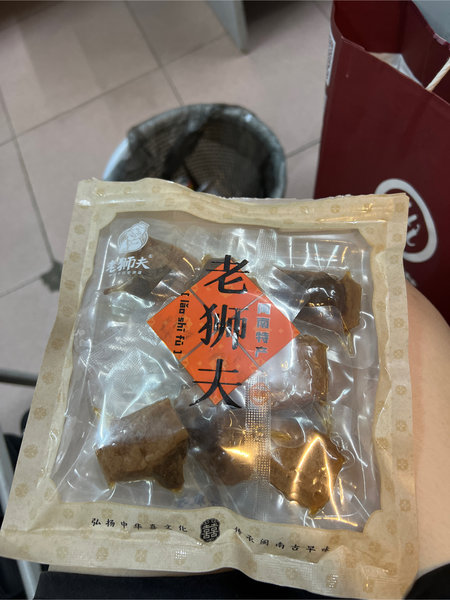 老狮夫
老狮夫
[ lǎo shī fū ]
闽南特产
弘扬中华喜文化
传承闽南古早味